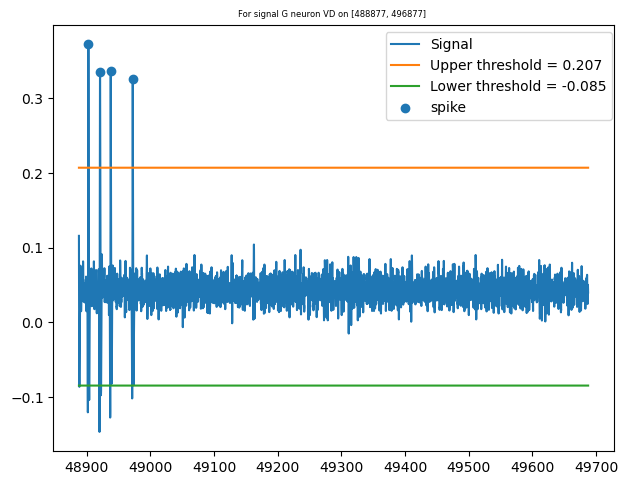 For signal G neuron VD on [488877, 496877]
Signal
Upper threshold = 0.207
Lower threshold = -0.085
spike
0.3
0.2
0.1
0.0
−0.1
48900 49000 49100 49200 49300 49400 49500 49600 49700